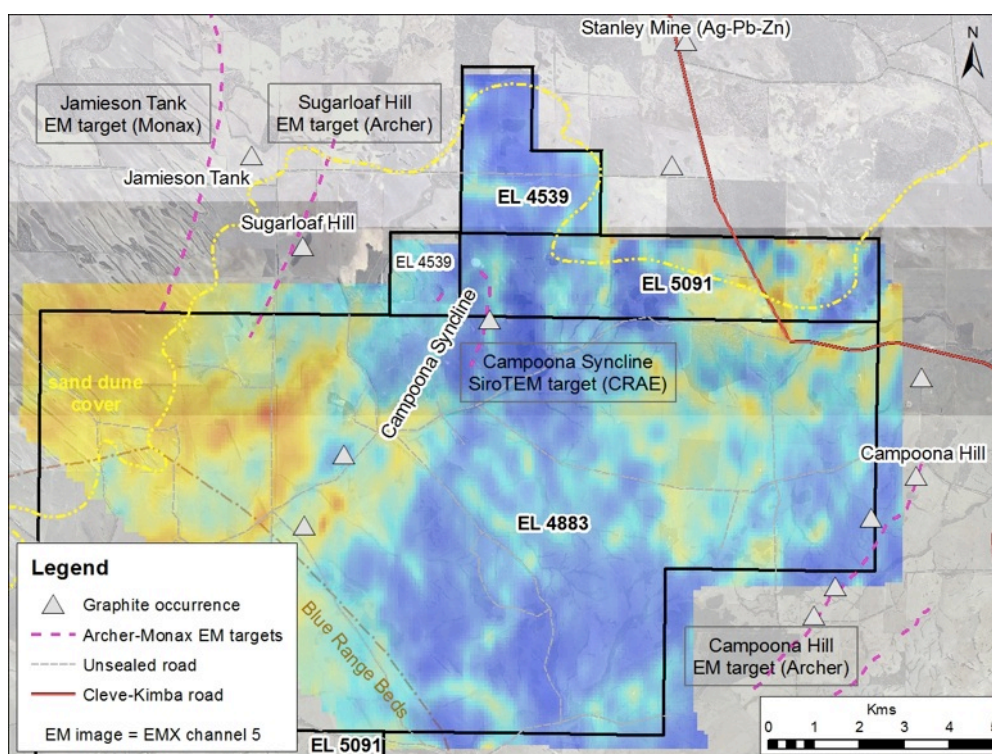 Stanley Mine (Ag-Pb-Zn)
N
Jamieson Tank
EM target (Monax)
Sugarloaf Hill
EM target (Archer)
Jamieson Tank
EL 4539
Sugarloaf Hill
EL 4539
EL 5091
Campoona Syncline
Campoona Syncline
SiroTEM target (CRAE)
sand dune
cover
Campoona Hill
EL 4883
Legend
Graphite occurrence
Archer-Monax EM targets
Unsealed road
Cleve-Kimba road
EM image = EMX channel 5
Blue Range Beds
Campoona Hill
EM target (Archer)
Kms
0 1 2 3 4 5
EL 5091